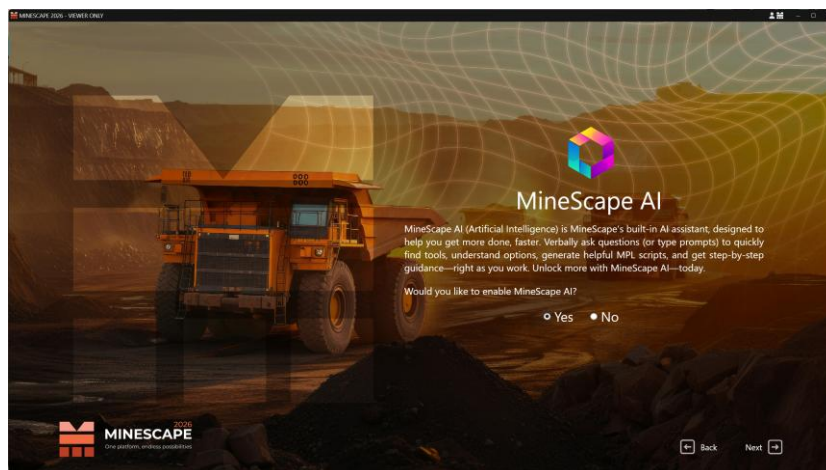 MINESCAPE 2026 - VIEWER ONLY
MineScape AI
MineScape AI (Artificial Intelligence) is MineScape's built-in AI assistant, designed to
help you get more done, faster. Verbally ask questions (or type prompts) to quickly
find tools, understand options, generate helpful MPL scripts, and get step-by-step
guidance—right as you work. Unlock more with MineScape AI—today.
Would you like to enable MineScape AI?
Yes No
2026
MINESCAPE
One platform, endless possibilities
Back Next